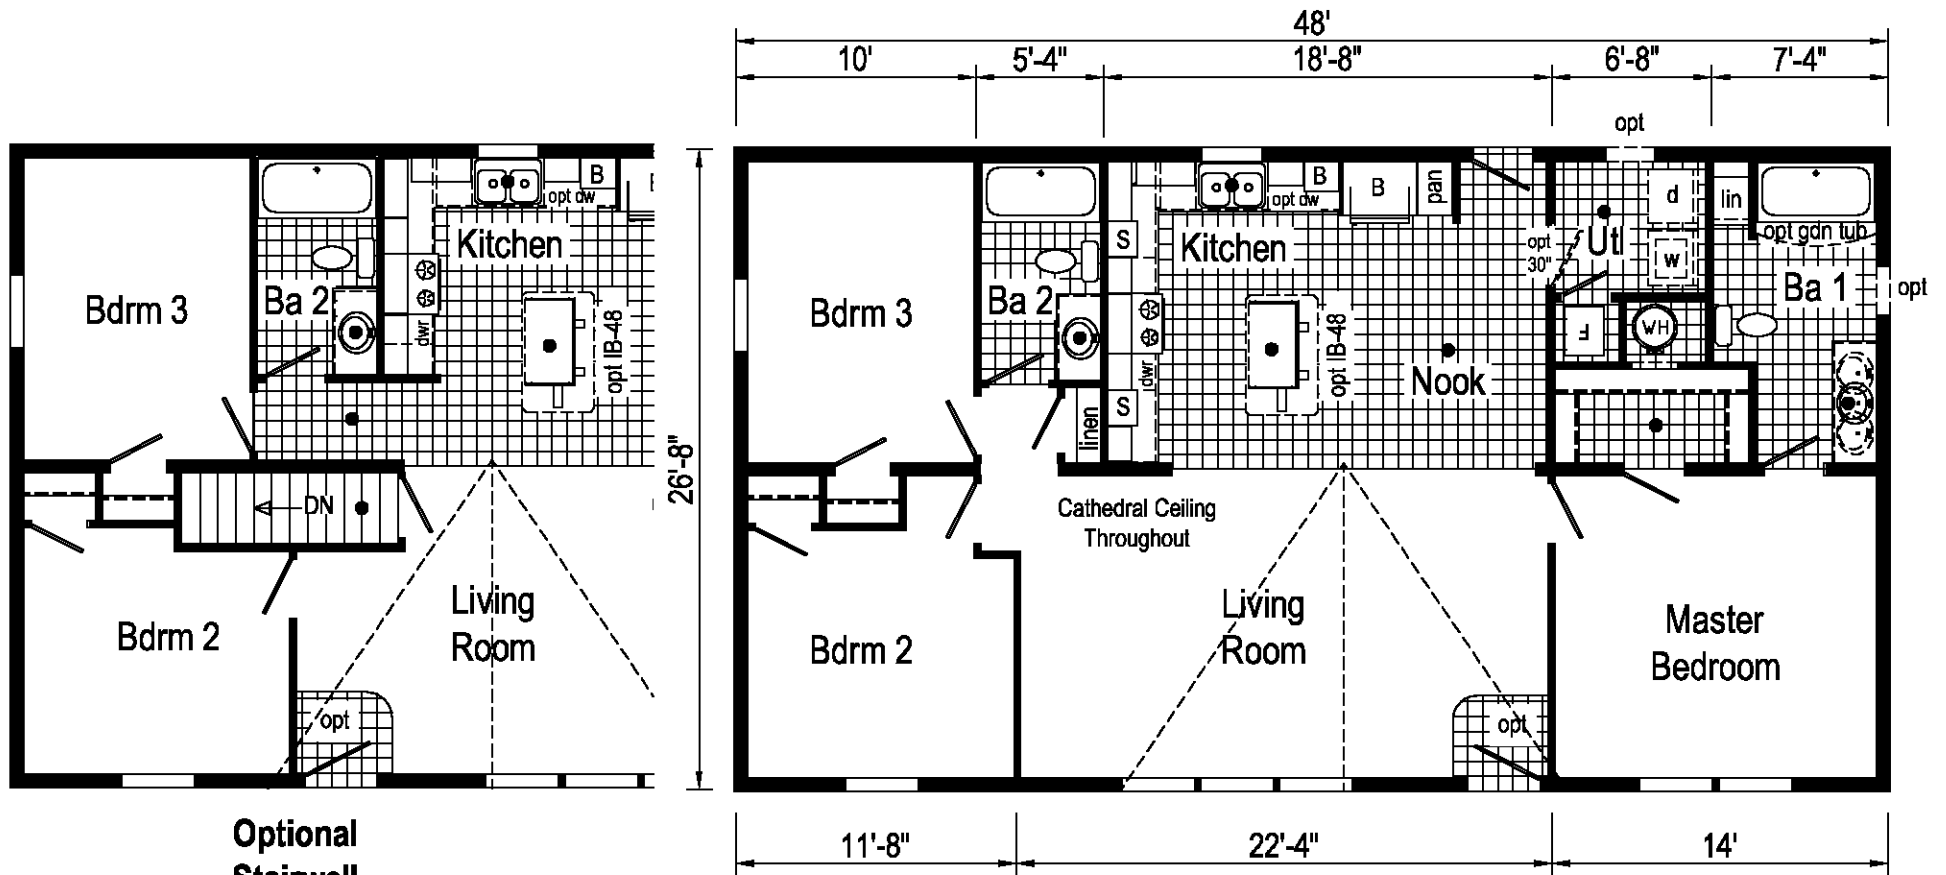 48'
10'
5'-4"
18'-8"
6'-8"
7'-4"
opt
Bdrm 3
Ba 2
Kitchen
B
opt dw
dwr
opt IB-48
DN
Bdrm 2
Living
Room
opt
Optional
Stairwell
26'-8"
Bdrm 3
Ba 2
linen
S
S
dwr
Kitchen
B
opt dw
B
pan
opt IB-48
Nook
opt
30"
Utl
d
w
F
WH
lin
opt gdn tub
Ba 1
opt
Cathedral Ceiling
Throughout
Bdrm 2
Living
Room
opt
Master
Bedroom
11'-8"
22'-4"
14'